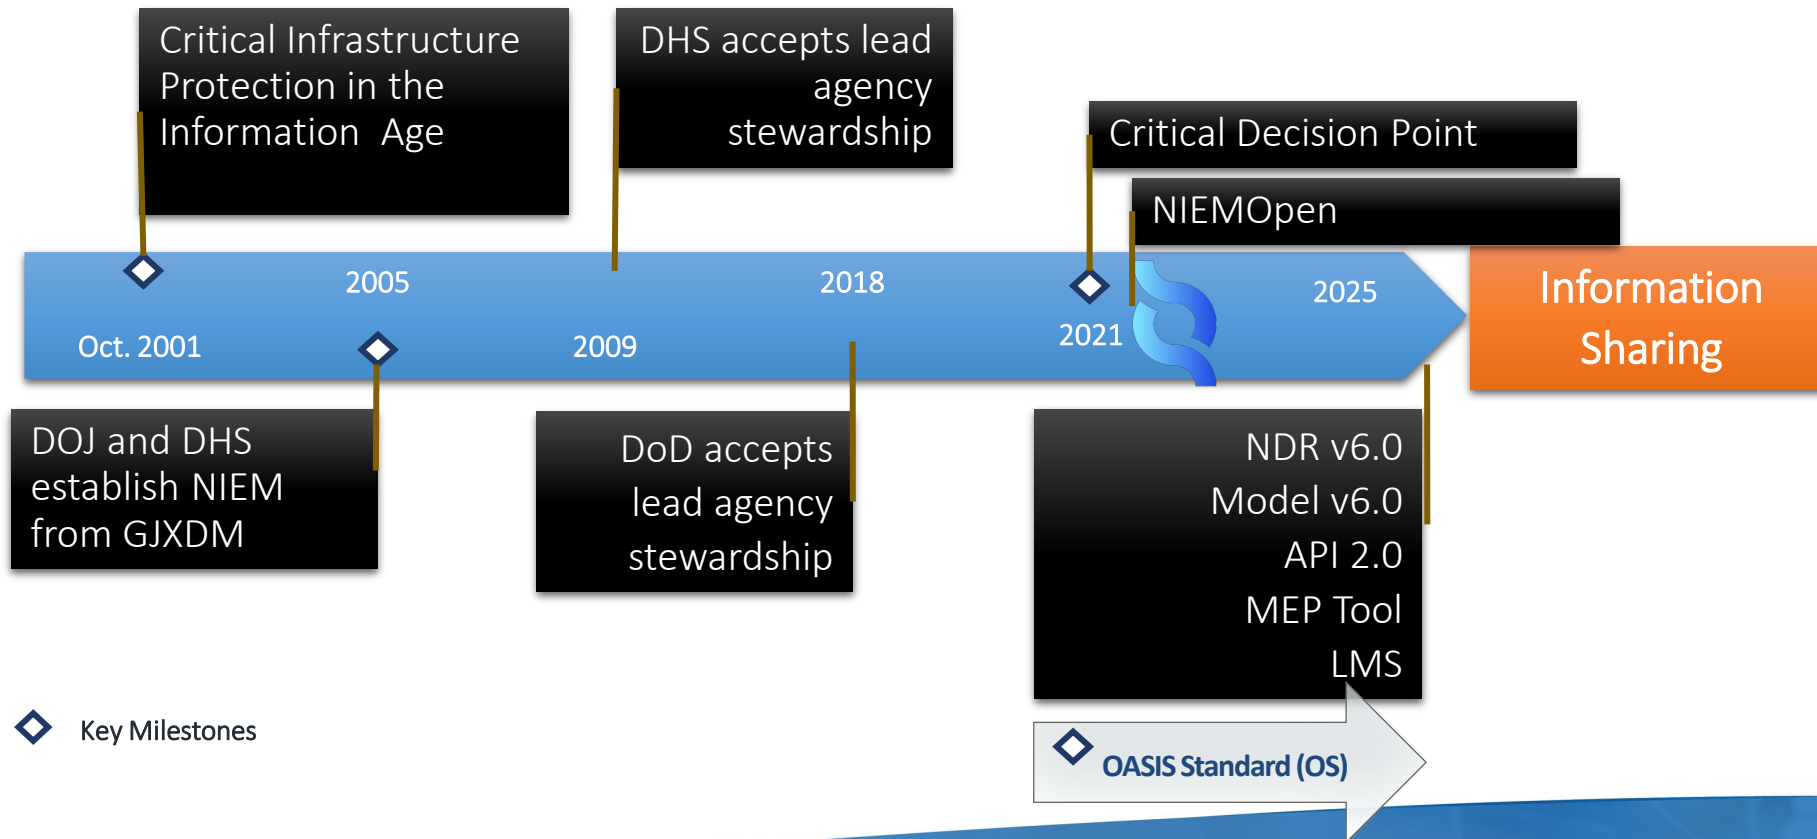 Critical Infrastructure
Protection in the
Information  Age
DHS accepts lead
agency
stewardship
Critical Decision Point
NIEMOpen
2005
2018
2025
Oct. 2001
2009
2021
Information
Sharing
DOJ and DHS
establish NIEM
from GJXDM
DoD accepts
lead agency
stewardship
NDR v6.0
Model v6.0
API 2.0
MEP Tool
LMS
Key Milestones
OASIS Standard (OS)